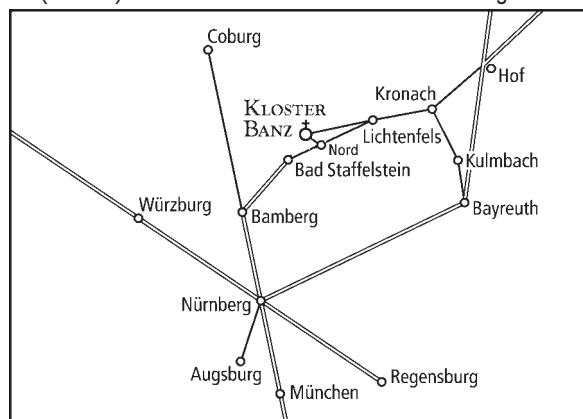 Coburg
Hof
Kronach
KLOSTER
BANZ
Lichtenfels
Nord
Bad Staffelstein
Kulmbach
Würzburg
Bamberg
Bayreuth
Nürnberg
Augsburg
Regensburg
München